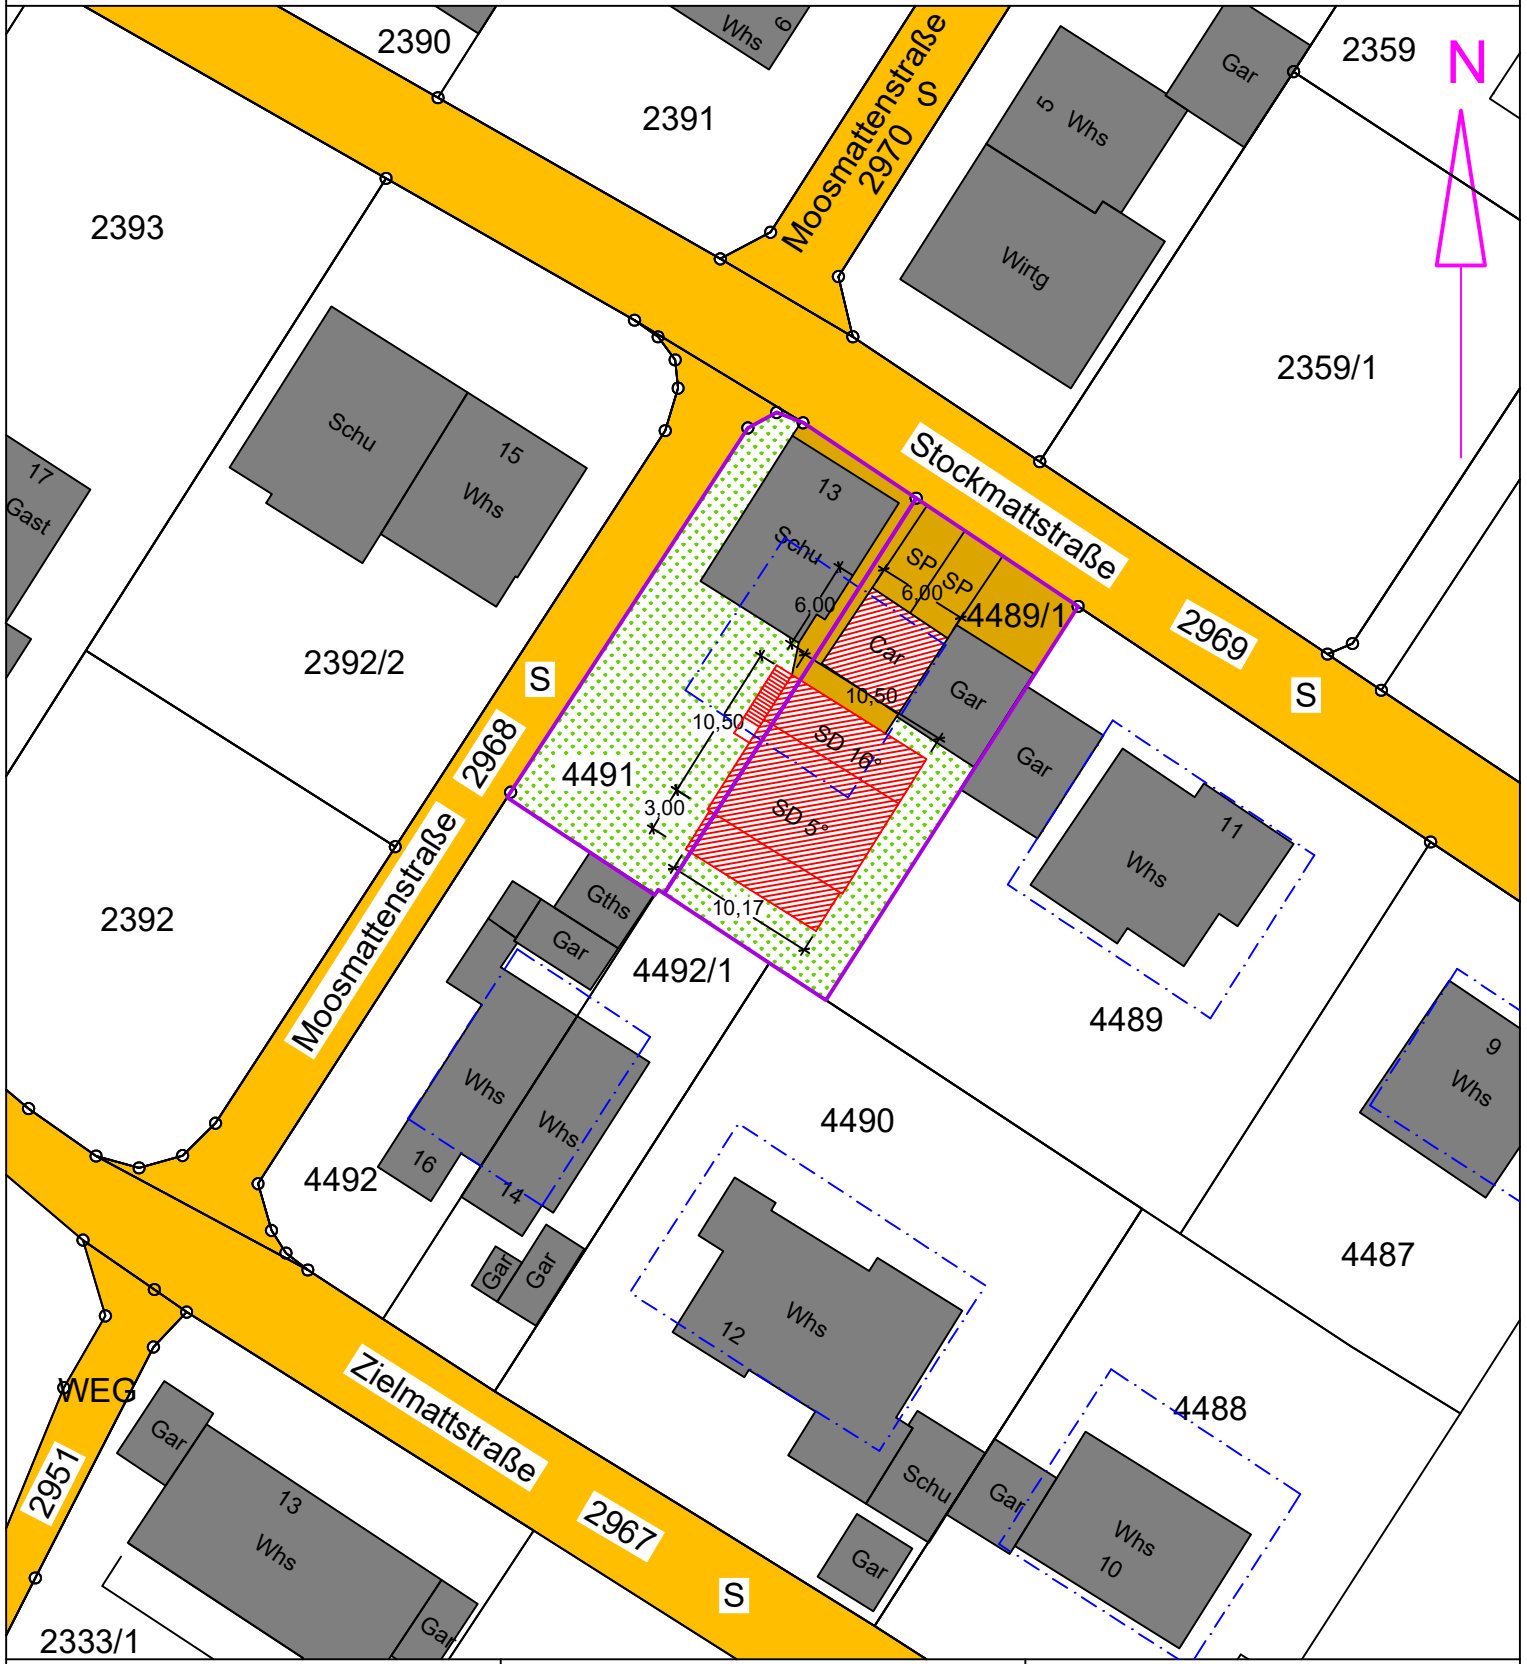 2390
Whs
6
2391
Moosmattenstraße
2970
S
5
Whs
Gar
2359
N
2393
Wirtg
2359/1
Schu
15
Whs
17
Gast
Stockmattstraße
13
Schu
SP
SP
6,00
6,00
4489/1
Car
2969
S
2392/2
S
Gar
10,50
10,50
SD 16°
Gar
2968
4491
3,00
SD 5°
11
Whs
Moosmattenstraße
2392
Gths
Gar
10,17
4492/1
4489
9
Whs
Whs
Whs
16
14
4492
4490
Gar
Gar
4487
Whs
12
WEG
Zielmattstraße
4488
Gar
2951
13
Whs
2967
S
Schu
Gar
Whs
10
Gar
Gar
2333/1